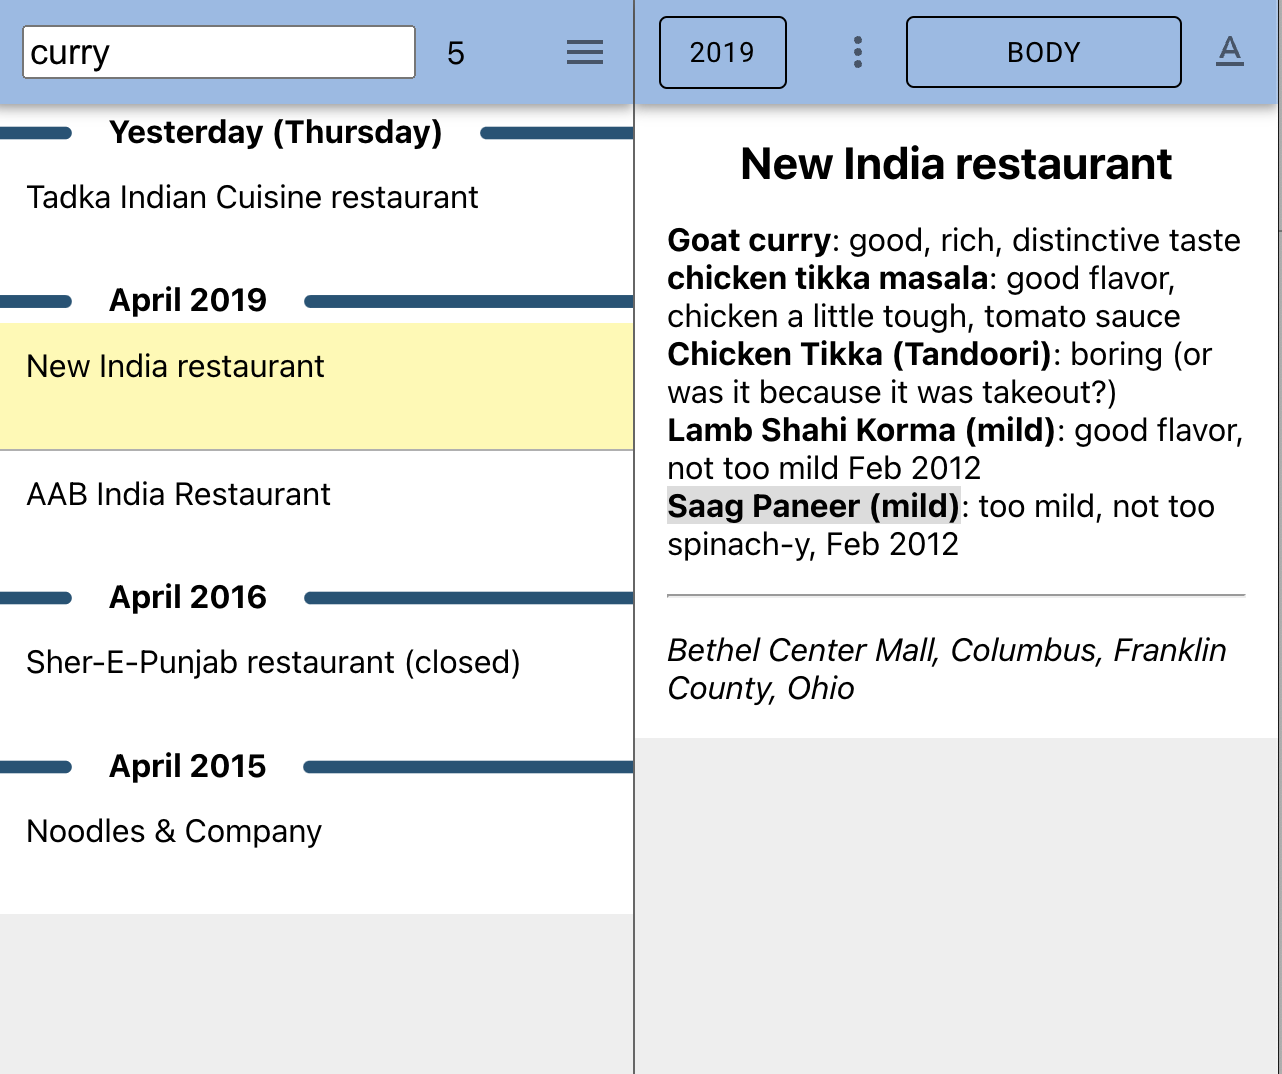 curry
5
Yesterday (Thursday)
Tadka Indian Cuisine restaurant
April 2019
New India restaurant
AAB India Restaurant
April 2016
Sher-E-Punjab restaurant (closed)
April 2015
Noodles & Company
2019
BODY
A
New India restaurant
Goat curry: good, rich, distinctive taste
chicken tikka masala: good flavor,
chicken a little tough, tomato sauce
Chicken Tikka (Tandoori): boring (or
was it because it was takeout?)
Lamb Shahi Korma (mild): good flavor,
not too mild Feb 2012
Saag Paneer (mild): too mild, not too
spinach-y, Feb 2012
Bethel Center Mall, Columbus, Franklin
County, Ohio